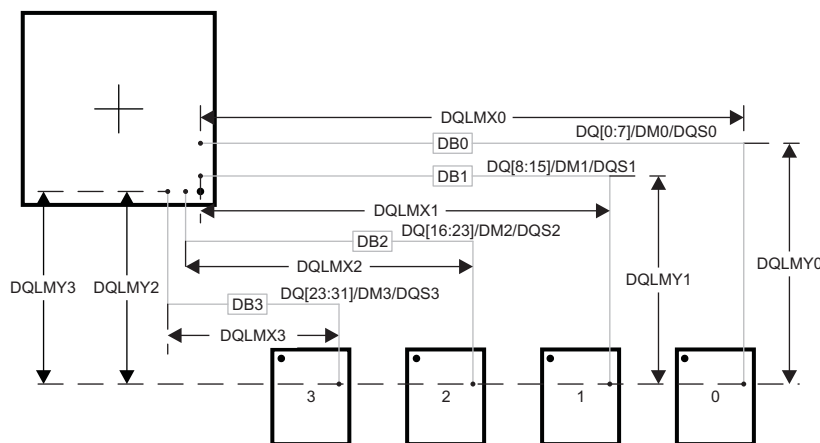 DQLMX0
DQ[0:7]/DM0/DQS0
DB0
DQ[8:15]/DM1/DQS1
DB1
DQLMX1
DQ[16:23]/DM2/DQS2
DB2
DQLMX2
DQLMY0
DQLMY3
DQLMY2
DQLMY1
DQ[23:31]/DM3/DQS3
DB3
DQLMX3
3
2
1
0